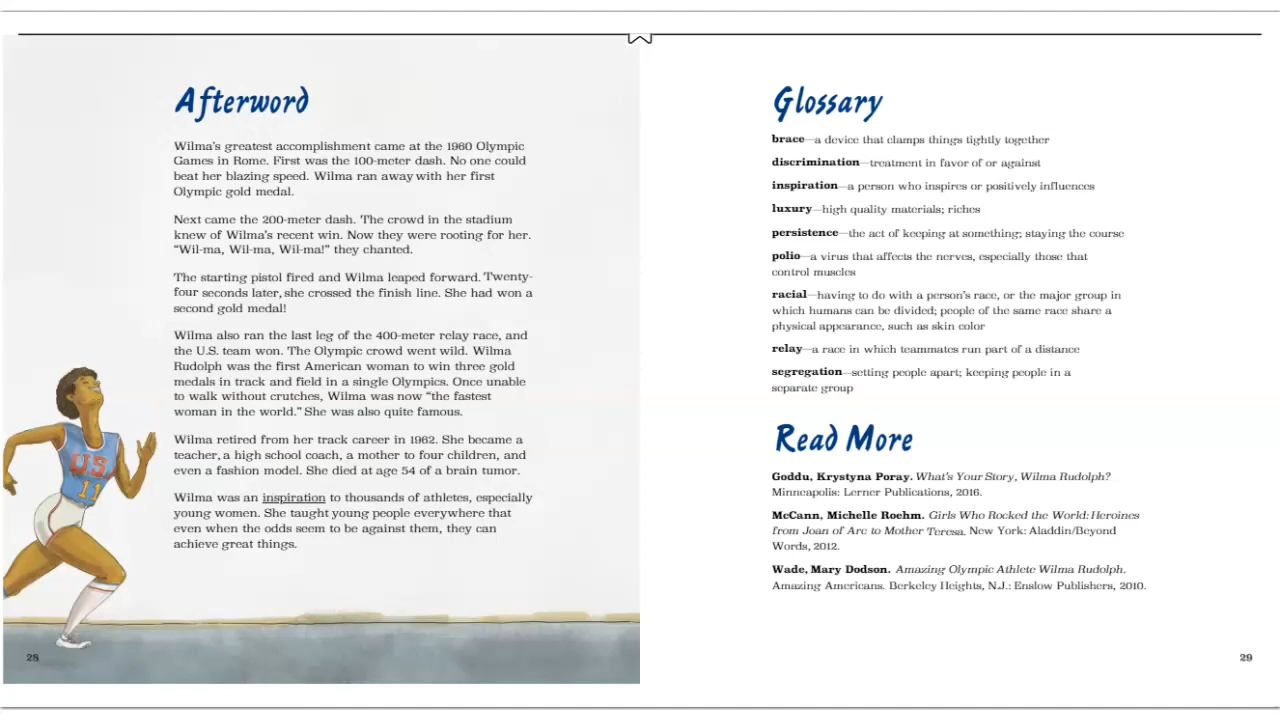 Afterword
Wilma's greatest accomplishment came at the 1960 Olympic
Games in Rome. First was the 100-meter dash. No one could
beat her blazing speed. Wilma ran away with her first
Olympic gold medal.
Next came the 200-meter dash. The crowd in the stadium
knew of Wilma's recent win. Now they were rooting for her.
"Wil-ma, Wil-ma, Wil-ma!" they chanted.
The starting pistol fired and Wilma leaped forward. Twenty-
four seconds later, she crossed the finish line. She had won a
second gold medal!
Wilma also ran the last leg of the 400-meter relay race, and
the U.S. team won. The Olympic crowd went wild. Wilma
Rudolph was the first American woman to win three gold
medals in track and field in a single Olympics. Once unable
to walk without crutches, Wilma was now "the fastest
woman in the world." She was also quite famous.
Wilma retired from her track career in 1962. She became a
teacher, a high school coach, a mother to four children, and
even a fashion model. She died at age 54 of a brain tumor.
Wilma was an inspiration to thousands of athletes, especially
young women. She taught young people everywhere that
even when the odds seem to be against them, they can
achieve great things.
U.S.
11
28
Glossary
brace—a device that clamps things tightly together
discrimination—treatment in favor of or against
inspiration—a person who inspires or positively influences
luxury—high quality materials; riches
persistence—the act of keeping at something; staying the course
polio—a virus that affects the nerves, especially those that
control muscles
racial—having to do with a person's race, or the major group in
which humans can be divided; people of the same race share a
physical appearance, such as skin color
relay—a race in which teammates run part of a distance
segregation—setting people apart; keeping people in a
separate group
Read More
Goddu, Krystyna Poray. What's Your Story, Wilma Rudolph?
Minneapolis: Lerner Publications, 2016.
McCann, Michelle Roehm. Girls Who Rocked the World: Heroines
from Joan of Arc to Mother Teresa. New York: Aladdin/Beyond
Words, 2012.
Wade, Mary Dodson. Amazing Olympic Athlete Wilma Rudolph.
Amazing Americans. Berkeley Heights, N.J.: Enslow Publishers, 2010.
29